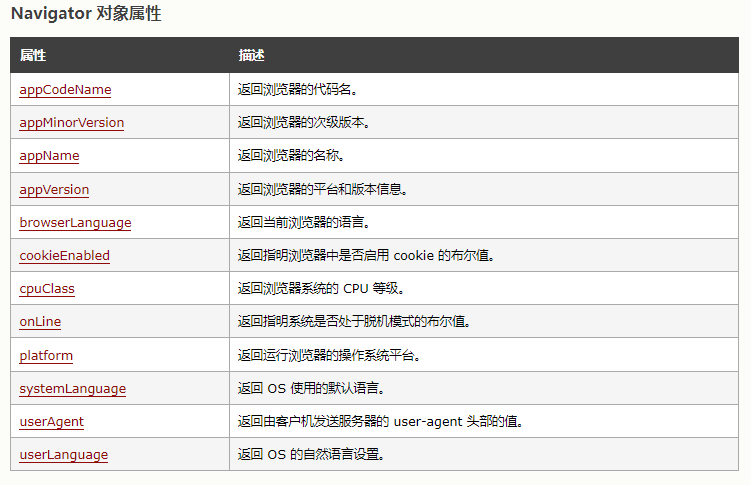 Navigator 对象属性
属性 描述
appCodeName 返回浏览器的代码名。
appMinorVersion 返回浏览器的次级版本。
appName 返回浏览器的名称。
appVersion 返回浏览器的平台和版本信息。
browserLanguage 返回当前浏览器的语言。
cookieEnabled 返回指明浏览器中是否启用 cookie 的布尔值。
cpuClass 返回浏览器系统的 CPU 等级。
onLine 返回指明系统是否处于脱机模式的布尔值。
platform 返回运行浏览器的操作系统平台。
systemLanguage 返回 OS 使用的默认语言。
userAgent 返回由客户机发送服务器的 user-agent 头部的值。
userLanguage 返回 OS 的自然语言设置。